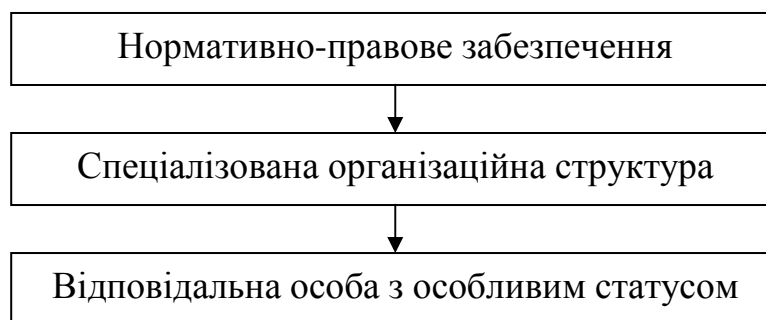 Нормативно-правове забезпечення
Спеціалізована організаційна структура
Відповідальна особа з особливим статусом